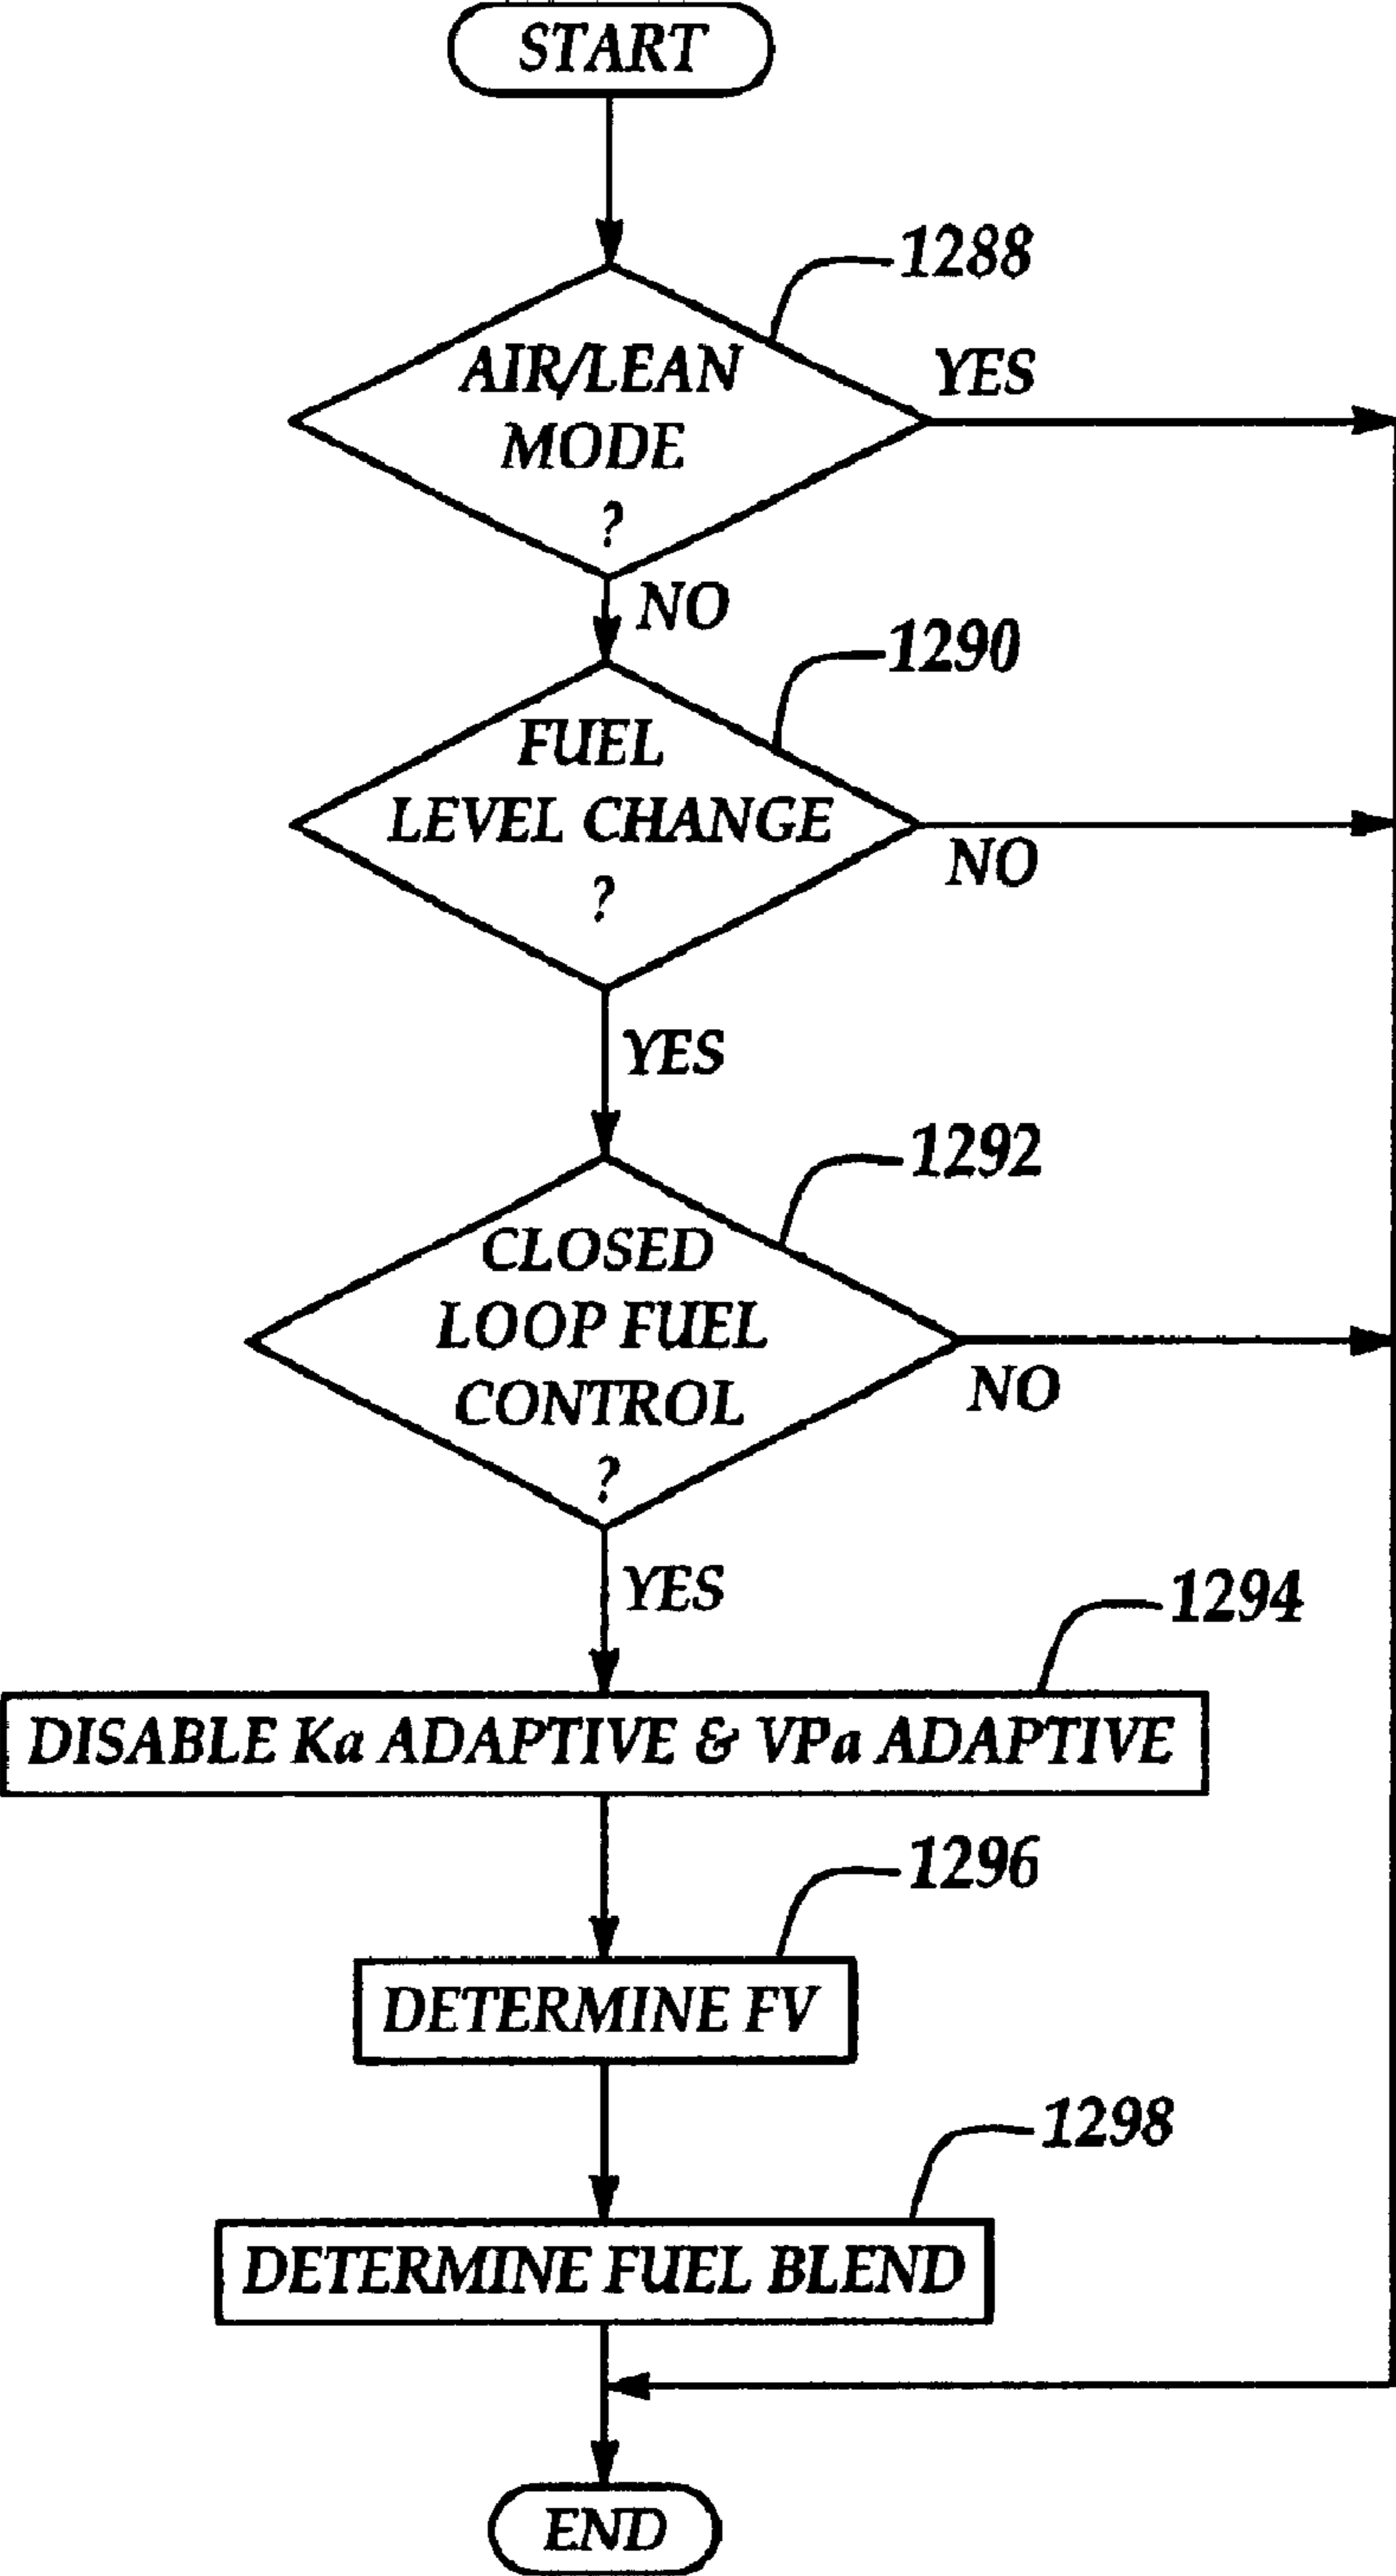 START
1288
AIR/LEAN
MODE
?
YES
NO
1290
FUEL
LEVEL CHANGE
?
NO
YES
1292
CLOSED
LOOP FUEL
CONTROL
?
NO
YES
1294
DISABLE Ka ADAPTIVE & VPa ADAPTIVE
1296
DETERMINE FV
1298
DETERMINE FUEL BLEND
END